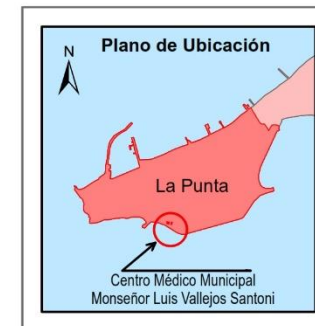 Plano de Ubicación
N
La Punta
Centro Médico Municipal
Monseñor Luis Vallejos Santoni